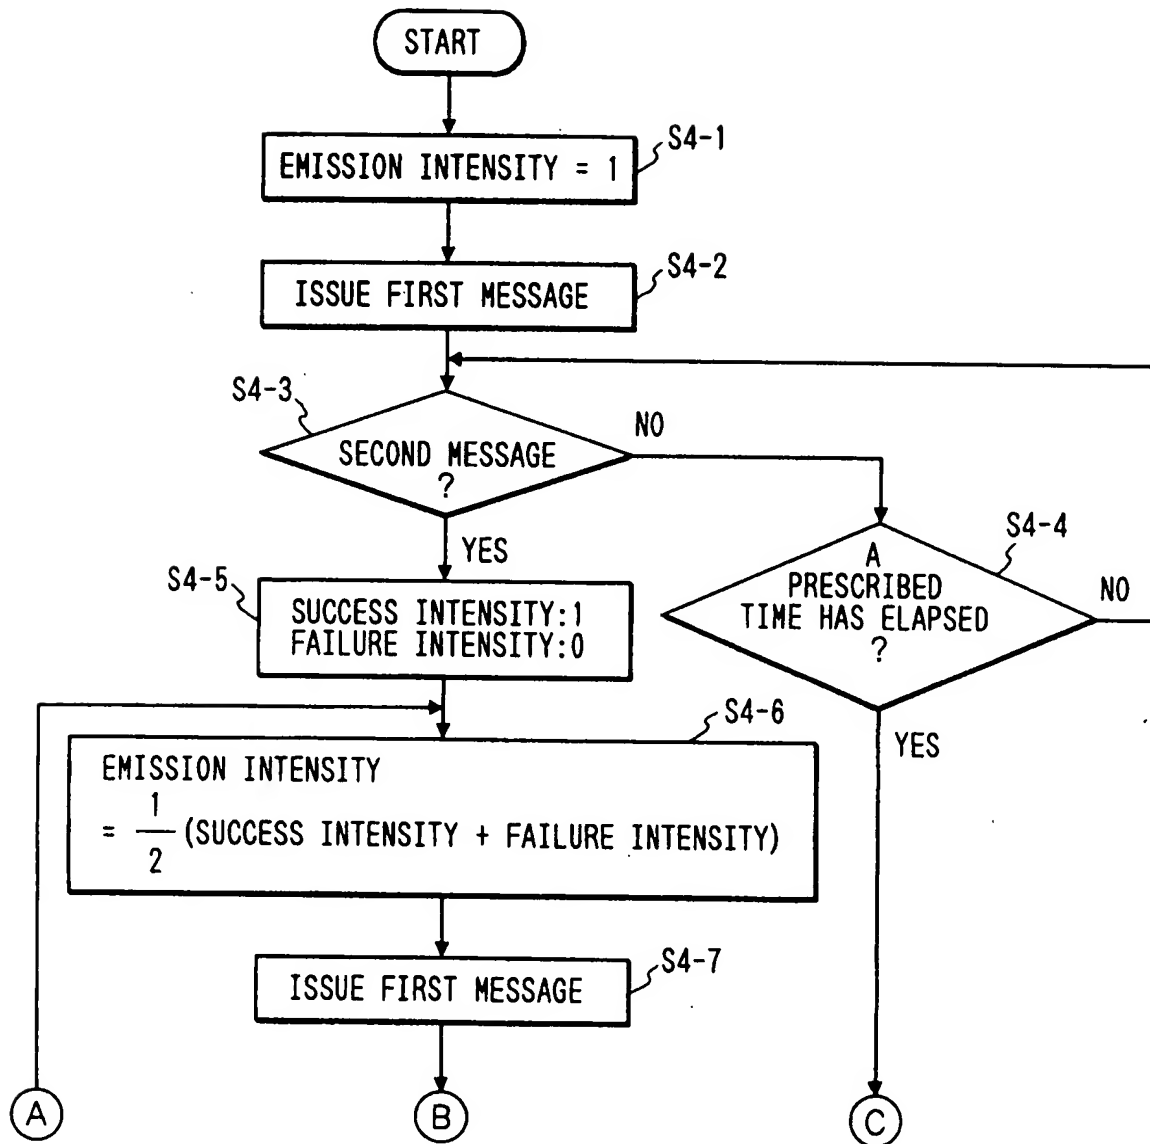 START
EMISSION INTENSITY = 1
S4-1
ISSUE FIRST MESSAGE
S4-2
S4-3
SECOND MESSAGE
?
NO
YES
S4-4
A
PRESCRIBED
TIME HAS ELAPSED
?
NO
YES
S4-5
SUCCESS INTENSITY:1
FAILURE INTENSITY:0
S4-6
EMISSION INTENSITY
= 1/2 (SUCCESS INTENSITY + FAILURE INTENSITY)
ISSUE FIRST MESSAGE
S4-7
A
B
C